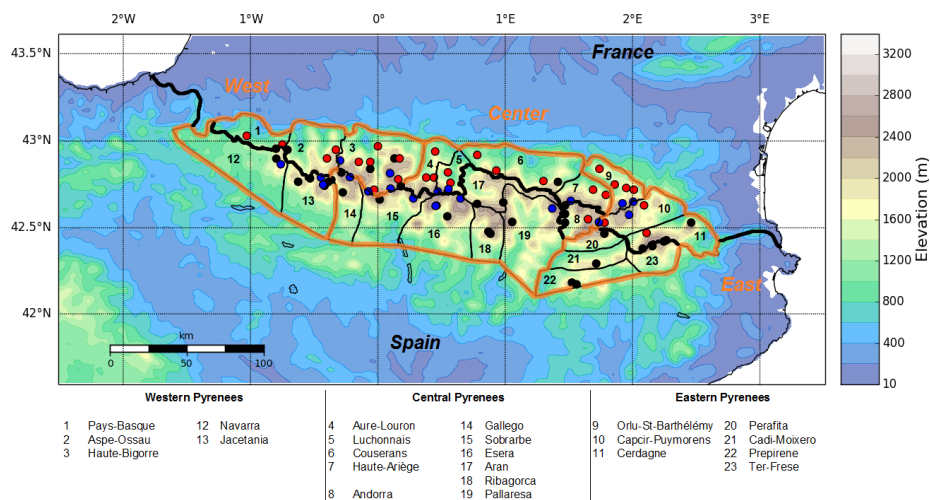 2°W 1°W 0° 1°E 2°E 3°E
43.5°N
43°N
42.5°N
42°N
France
West
Center
East
Spain
1
2
3
4
5
6
7
8
9
10
11
12
13
14
15
16
17
18
19
20
21
22
23
km
0 50 100
3200
2800
2400
2000
1600
1200
800
400
10
Elevation (m)
Western Pyrenees Central Pyrenees Eastern Pyrenees
1 Pays-Basque 12 Navarra 4 Aure-Louron 14 Gallego 9 Orlu-St-Barthélémy 20 Perafita
2 Aspe-Ossau 13 Jacetania 5 Luchonnais 15 Sobrarbe 10 Capcir-Puymorens 21 Cadi-Moixero
3 Haute-Bigorre 6 Couserans 16 Esera 11 Cerdagne 22 Prepirene
7 Haute-Ariège 17 Aran 23 Ter-Frese
18 Ribagorca
8 Andorra 19 Pallaresa